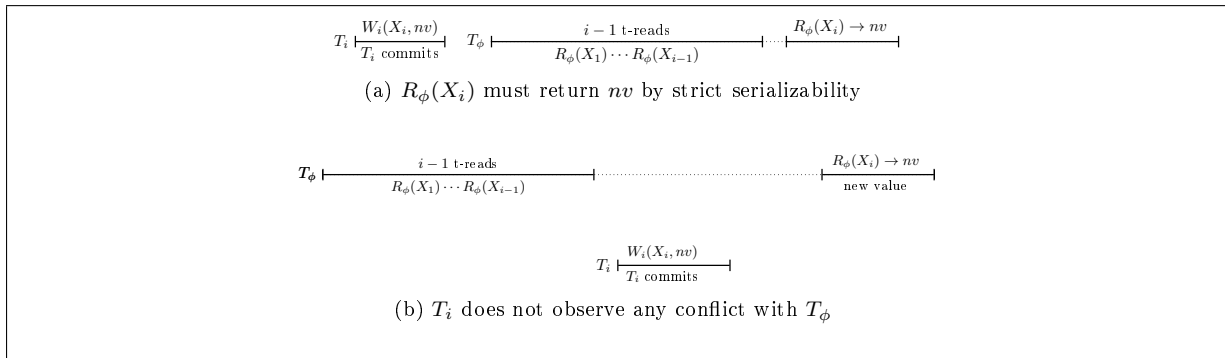 W_i(X_i, nv) i − 1 t-reads R_ϕ(X_i) → nv
T_i T_ϕ
T_i commits R_ϕ(X_1) · · · R_ϕ(X_{i−1})
(a) R_ϕ(X_i) must return nv by strict serializability
i − 1 t-reads R_ϕ(X_i) → nv
T_ϕ
R_ϕ(X_1) · · · R_ϕ(X_{i−1}) new value
W_i(X_i, nv)
T_i
T_i commits
(b) T_i does not observe any conflict with T_ϕ